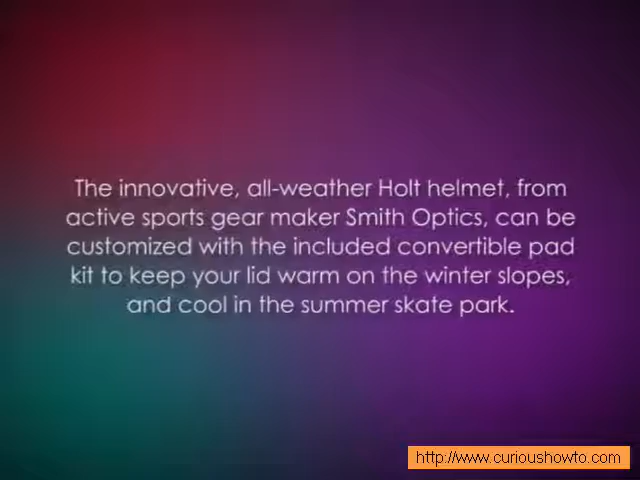 The innovative, all-weather Holt helmet, from
active sports gear maker Smith Optics, can be
customized with the included convertible pad
kit to keep your lid warm on the winter slopes,
and cool in the summer skate park.
http://www.curioushowto.com